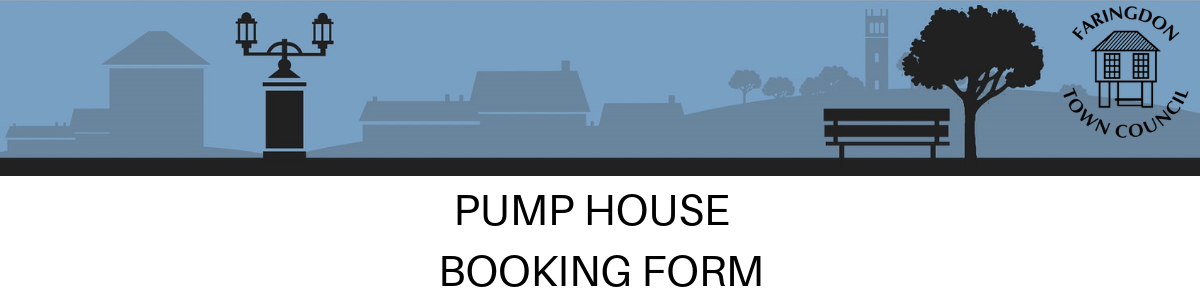 FARINGDON
TOWN COUNCIL
PUMP HOUSE
BOOKING FORM